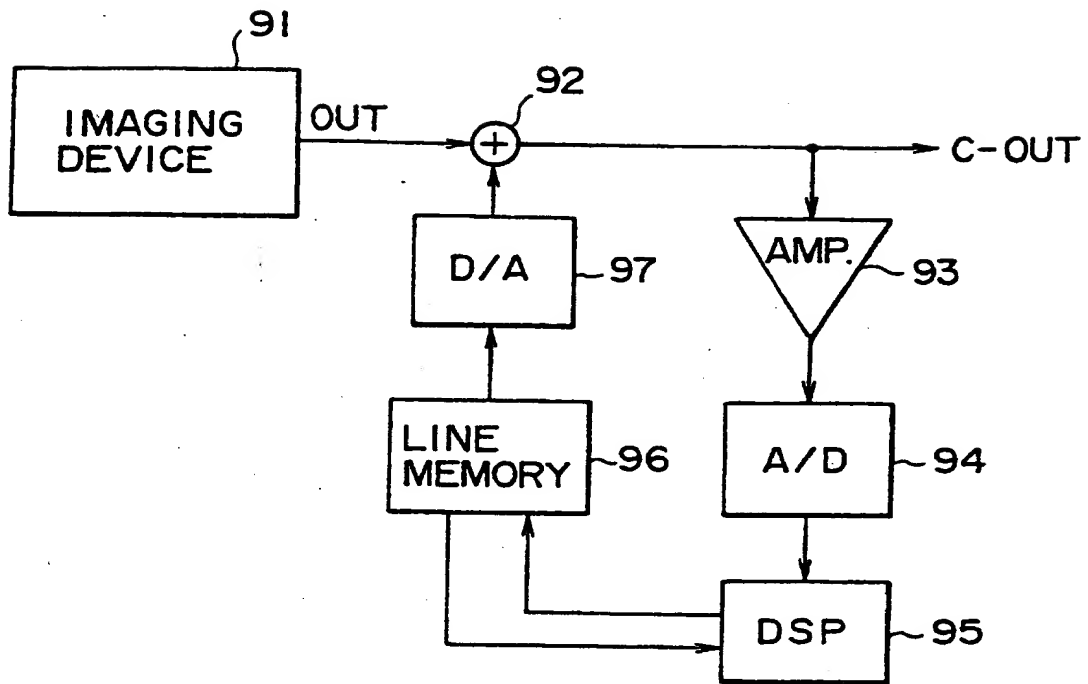 91
IMAGING
DEVICE
OUT
92
+
C-OUT
D/A
97
AMP.
93
LINE
MEMORY
96
A/D
94
DSP
95